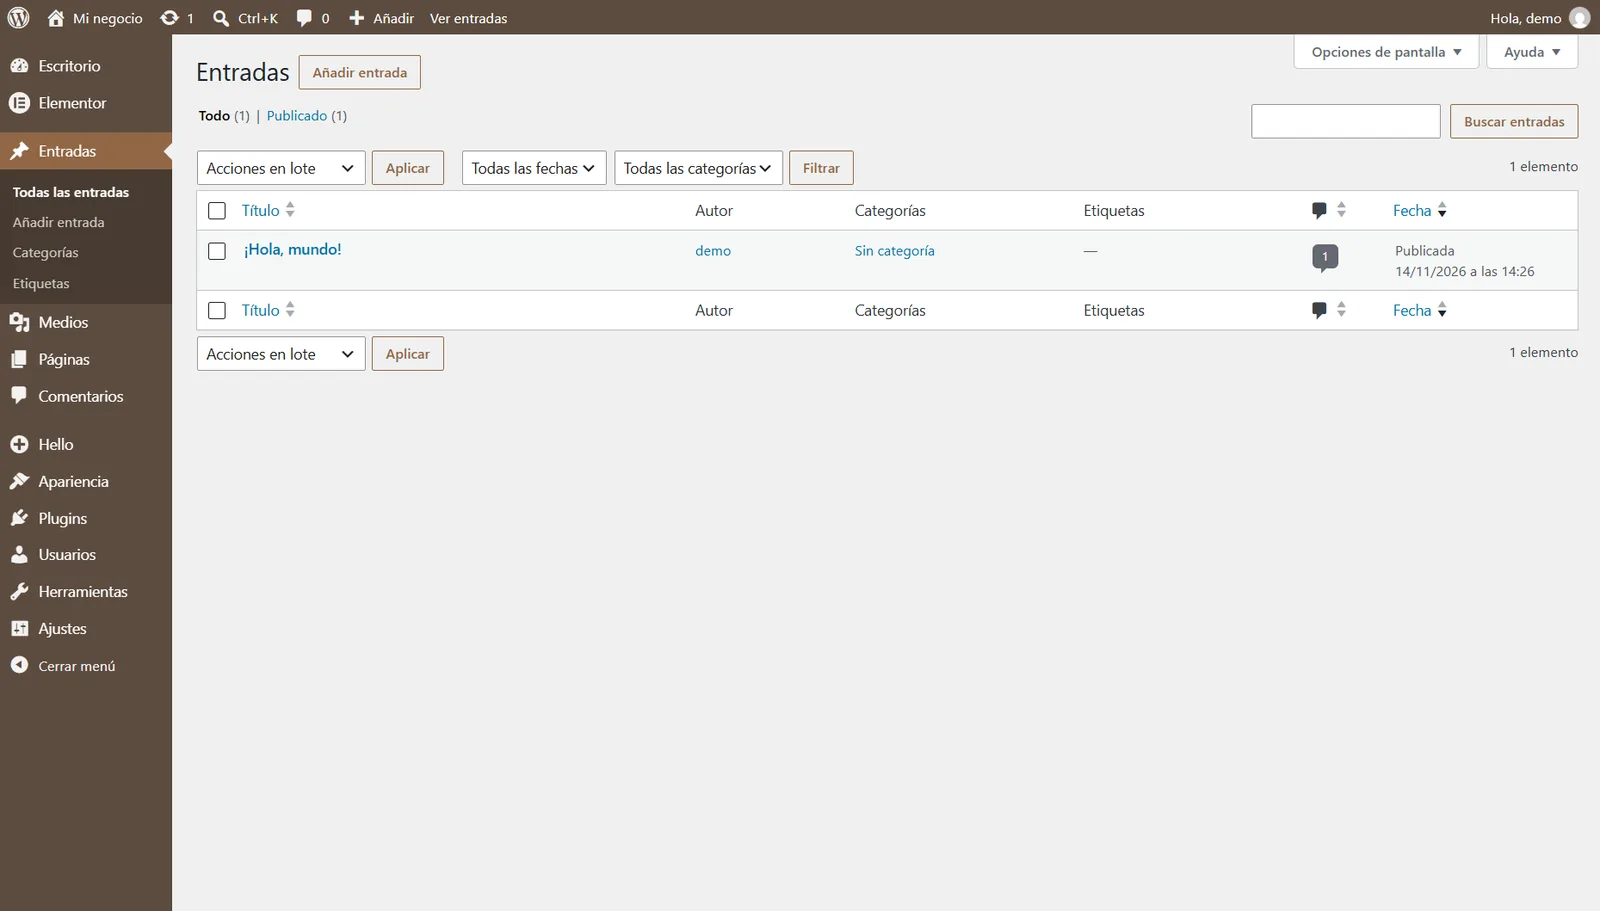 Mi negocio 1 Ctrl+K 0 Añadir Ver entradas Hola, demo
Escritorio
Elementor
Entradas
Todas las entradas
Añadir entrada
Categorías
Etiquetas
Medios
Páginas
Comentarios
Hello
Apariencia
Plugins
Usuarios
Herramientas
Ajustes
Cerrar menú
Opciones de pantalla Ayuda
Entradas Añadir entrada
Todo (1) | Publicado (1)
Buscar entradas
Acciones en lote Aplicar Todas las fechas Todas las categorías Filtrar 1 elemento
Título Autor Categorías Etiquetas Fecha
¡Hola, mundo! demo Sin categoría — 1 Publicada
14/11/2026 a las 14:26
Título Autor Categorías Etiquetas Fecha
Acciones en lote Aplicar 1 elemento